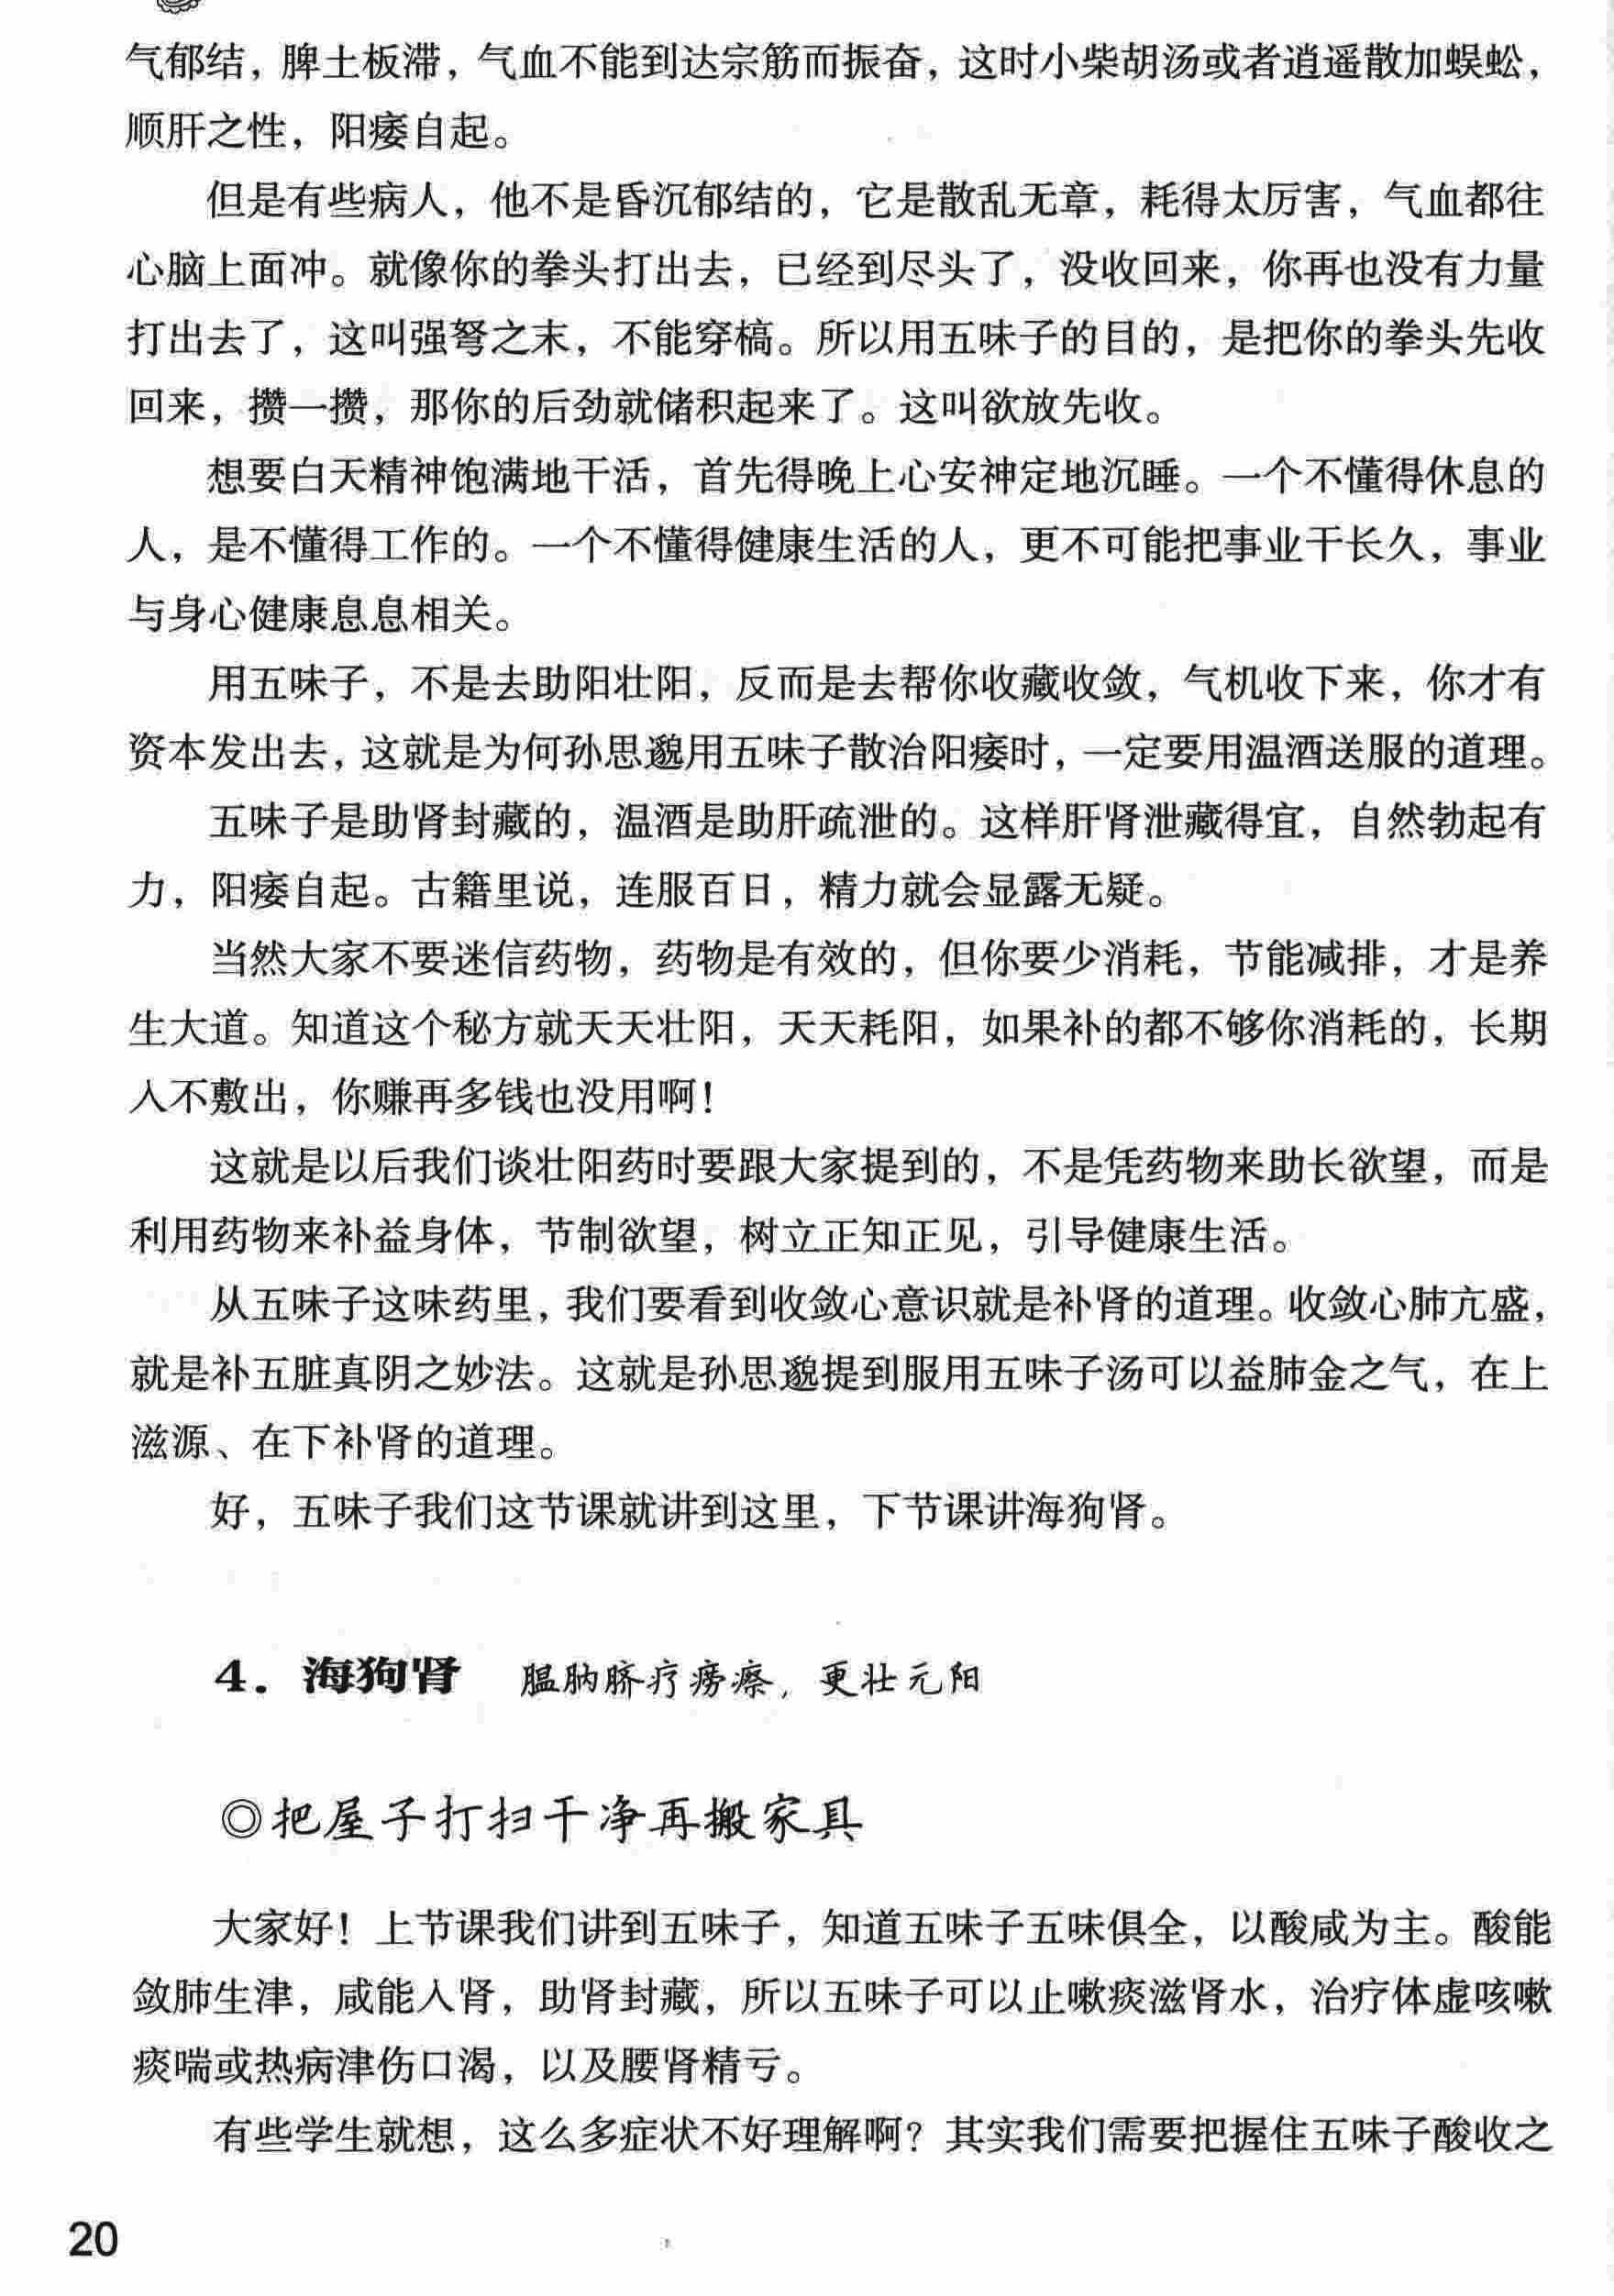 气郁结，脾土板滞，气血不能到达宗筋而振奋，这时小柴胡汤或者逍遥散加蜈蚣，
顺肝之性，阳痿自起。
但是有些病人，他不是昏沉郁结的，它是散乱无章，耗得太厉害，气血都往
心脑上面冲。就像你的拳头打出去，已经到尽头了，没收回来，你再也没有力量
打出去了，这叫强弩之末，不能穿槁。所以用五味子的目的，是把你的拳头先收
回来，攒一攒，那你的后劲就储积起来了。这叫欲放先收。
想要白天精神饱满地干活，首先得晚上心安神定地沉睡。一个不懂得休息的
人，是不懂得工作的。一个不懂得健康生活的人，更不可能把事业干长久，事业
与身心健康息息相关。
用五味子，不是去助阳壮阳，反而是去帮你收藏收敛，气机收下来，你才有
资本发出去，这就是为何孙思邈用五味子散治阳痿时，一定要用温酒送服的道理。
五味子是助肾封藏的，温酒是助肝疏泄的。这样肝肾泄藏得宜，自然勃起有
力，阳痿自起。古籍里说，连服百日，精力就会显露无疑。
当然大家不要迷信药物，药物是有效的，但你要少消耗，节能减排，才是养
生大道。知道这个秘方就天天壮阳，天天耗阳，如果补的都不够你消耗的，长期
入不敷出，你赚再多钱也没用啊！
这就是以后我们谈壮阳药时要跟大家提到的，不是凭药物来助长欲望，而是
利用药物来补益身体，节制欲望，树立正知正见，引导健康生活。
从五味子这味药里，我们要看到收敛心意识就是补肾的道理。收敛心肺亢盛，
就是补五脏真阴之妙法。这就是孙思邈提到服用五味子汤可以益肺金之气，在上
滋源、在下补肾的道理。
好，五味子我们这节课就讲到这里，下节课讲海狗肾。
4．海狗肾 腽肭脐疗痨瘵，更壮元阳
◎把屋子打扫干净再搬家具
大家好！上节课我们讲到五味子，知道五味子五味俱全，以酸咸为主。酸能
敛肺生津，咸能入肾，助肾封藏，所以五味子可以止嗽痰滋肾水，治疗体虚咳嗽
痰喘或热病津伤口渴，以及腰肾精亏。
有些学生就想，这么多症状不好理解啊？其实我们需要把握住五味子酸收之
20